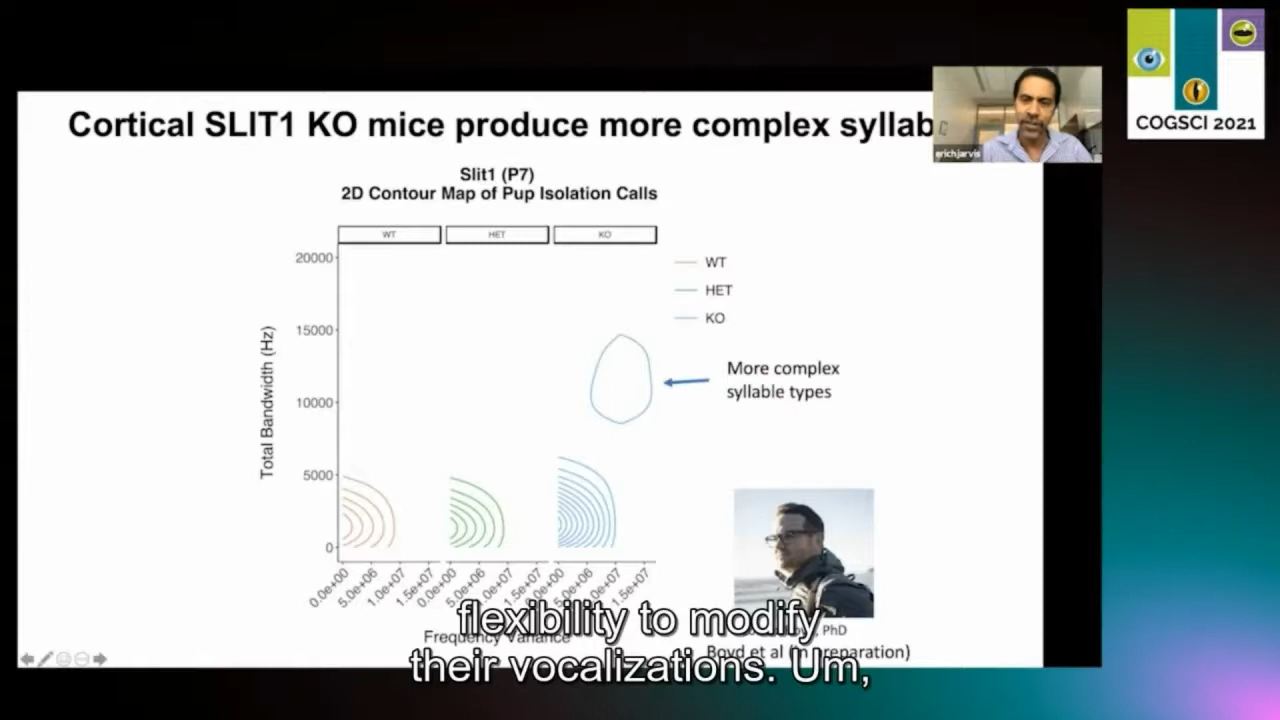 Cortical SLIT1 KO mice produce more complex syllab
erichjarvis
COGSCI 2021
Slit1 (P7)
2D Contour Map of Pup Isolation Calls
WT
HET
KO
20000
15000
10000
5000
0
Total Bandwidth (Hz)
WT
HET
KO
More complex
syllable types
0.0e+00
5.0e+06
1.0e+07
1.5e+07
0.0e+00
5.0e+06
1.0e+07
1.5e+07
0.0e+00
5.0e+06
1.0e+07
1.5e+07
Frequency Variance
PhD
Boyd et al (in preparation)
flexibility to modify
their vocalizations. Um,